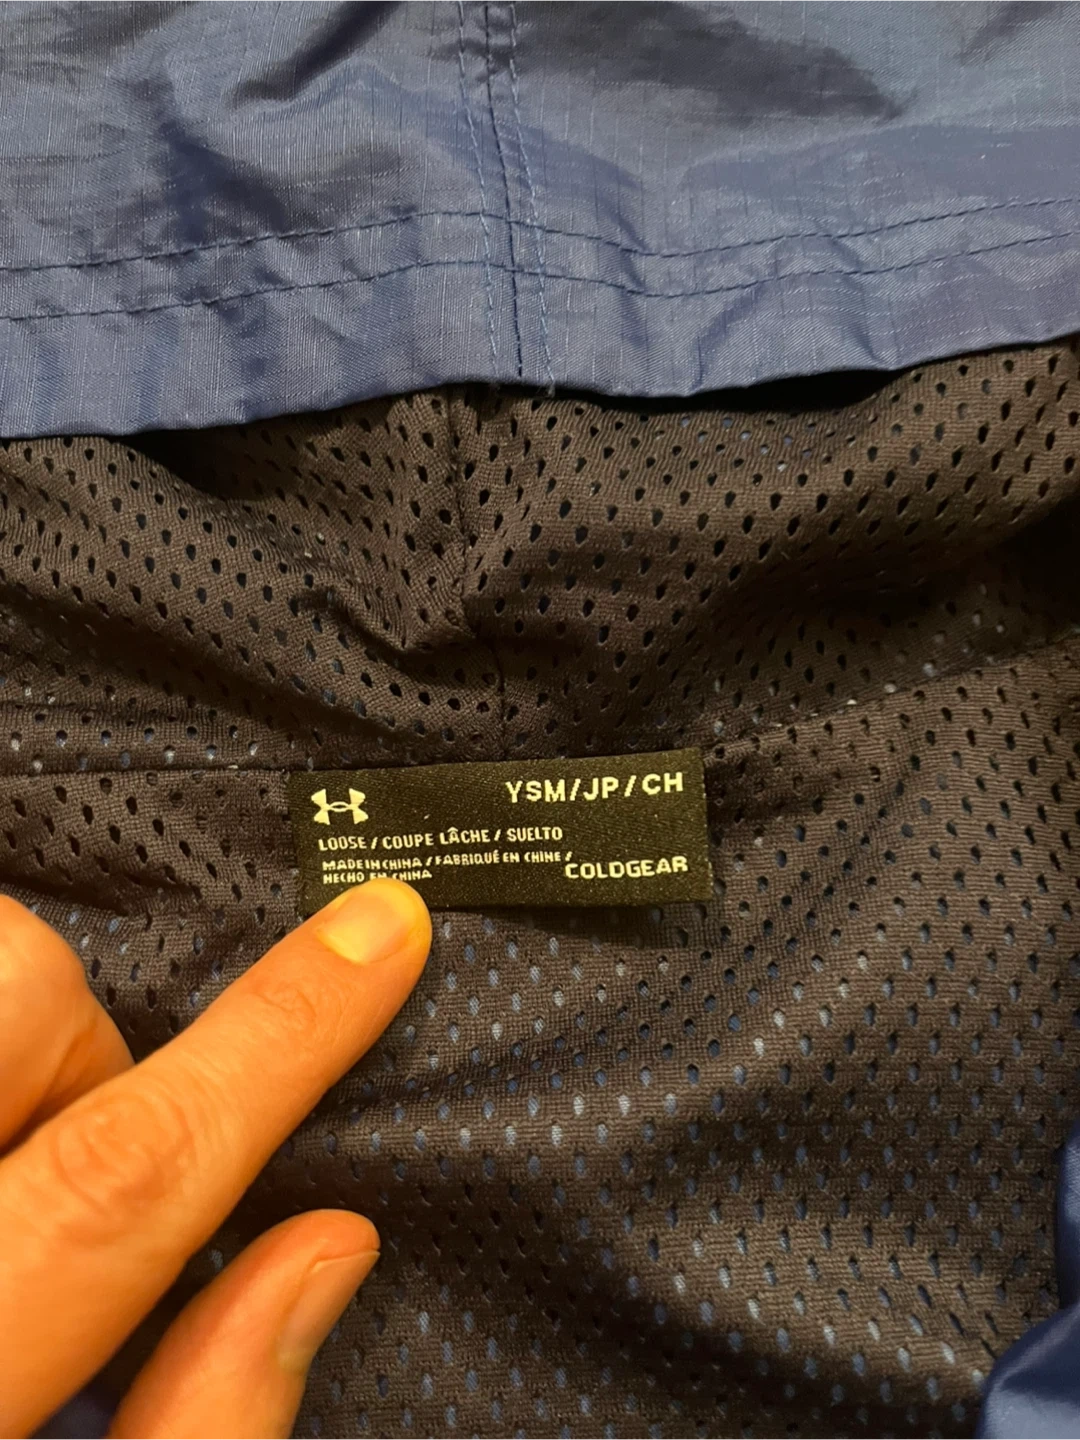 YSM/JP/CH
LOOSE / COUPE LÂCHE / SUELTO
MADE IN CHINA / FABRIQUÉ EN CHINE /
HECHO EN CHINA
COLDGEAR